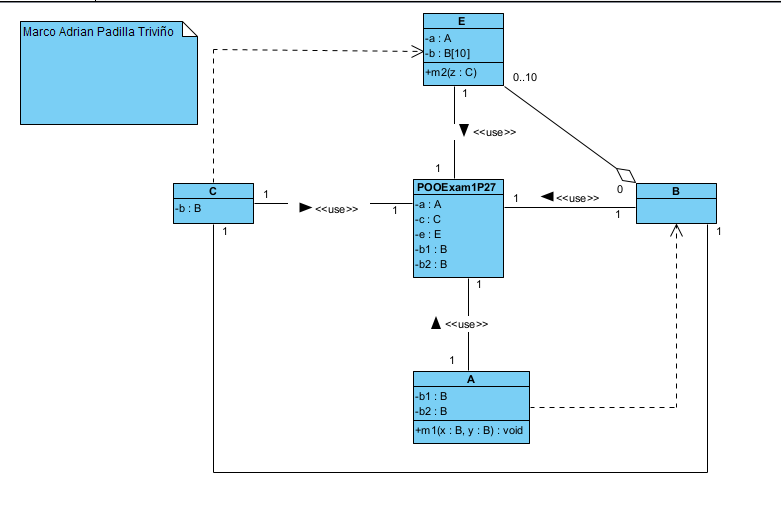 Marco Adrian Padilla Triviño
E
-a : A
-b : B[10]
+m2(z : C)
0..10
1
<<use>>
1
C
-b : B
1
<<use>>
1
1
POOExam1P27
-a : A
-c : C
-e : E
-b1 : B
-b2 : B
1
<<use>>
1
0
B
1
1
<<use>>
1
A
-b1 : B
-b2 : B
+m1(x : B, y : B) : void